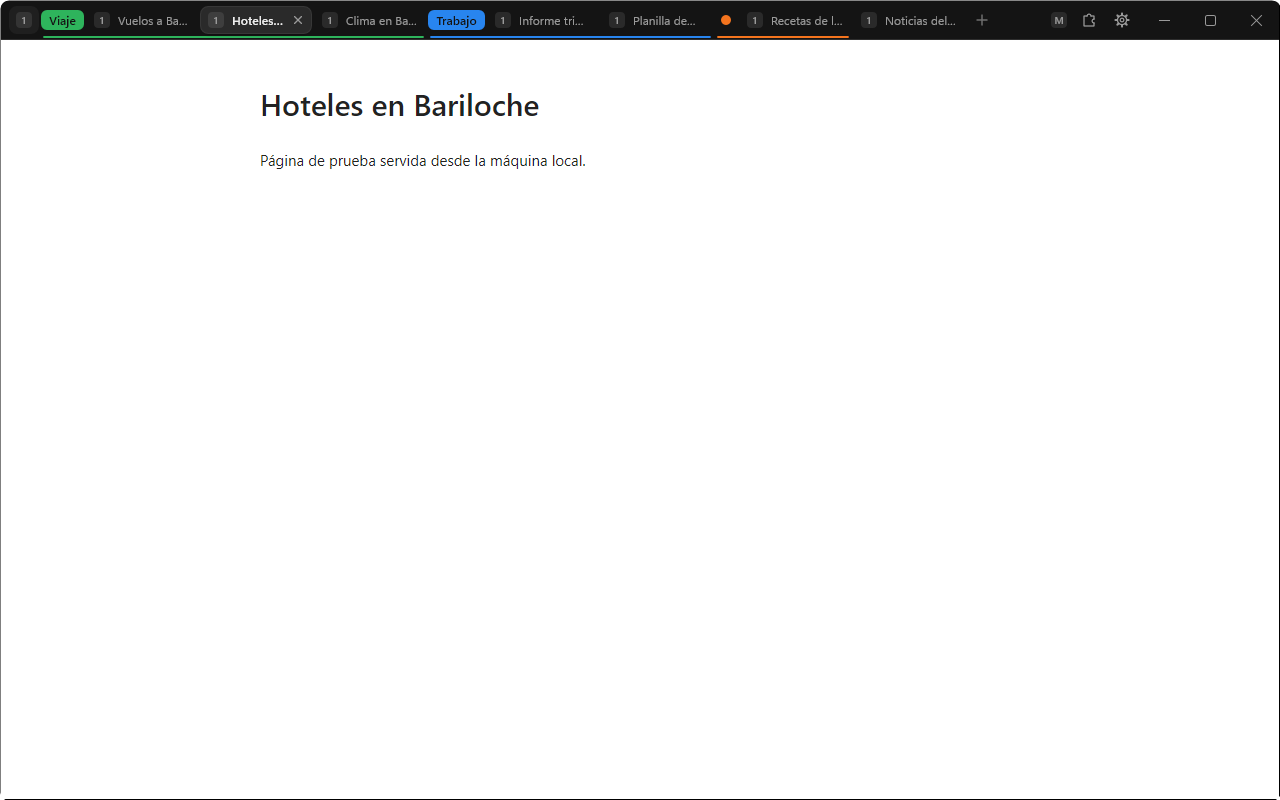 1 Viaje 1 Vuelos a Ba... 1 Hoteles... 1 Clima en Ba... Trabajo 1 Informe tri... 1 Planilla de... 1 Recetas de l... 1 Noticias del... M
Hoteles en Bariloche
Página de prueba servida desde la máquina local.